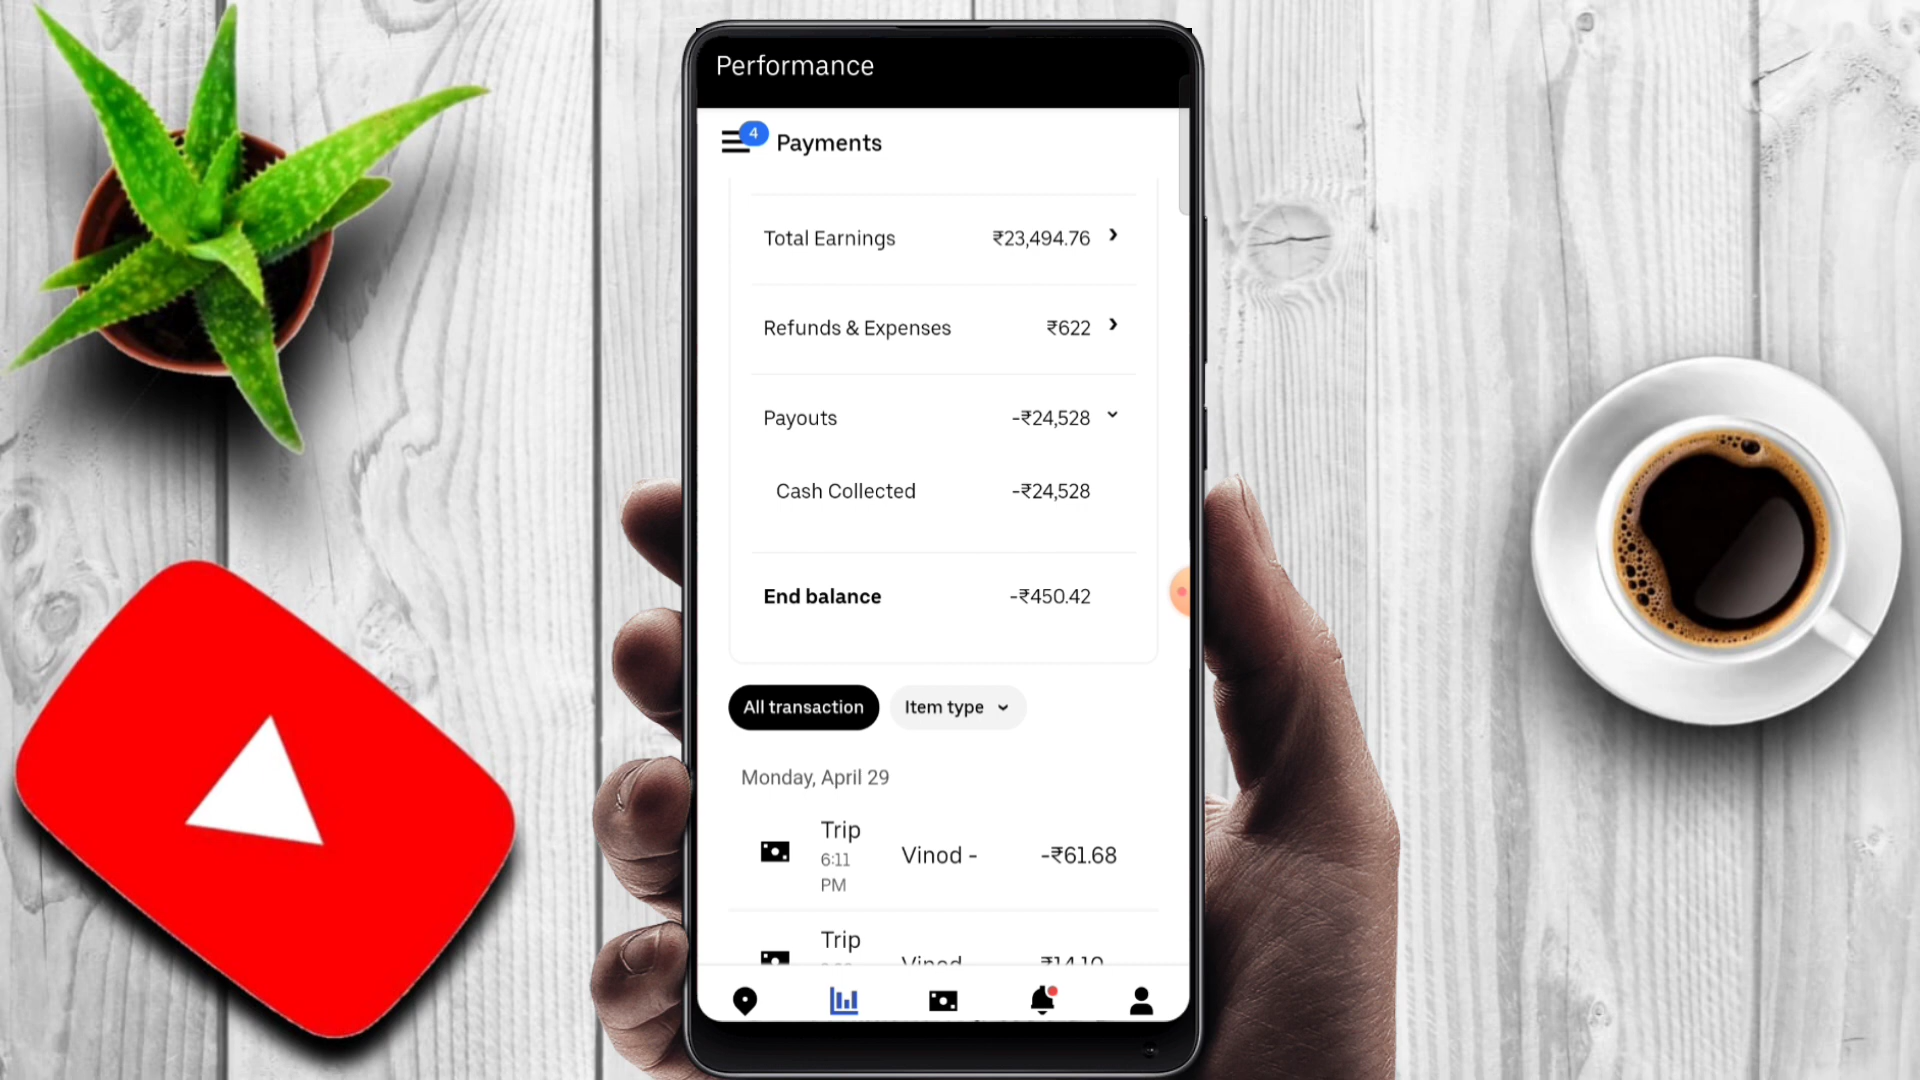 Performance
4
Payments
Total Earnings ₹23,494.76
Refunds & Expenses ₹622
Payouts -₹24,528
Cash Collected -₹24,528
End balance -₹450.42
All transaction Item type
Monday, April 29
Trip
6:11
PM
Vinod - -₹61.68
Trip
Vinod ₹14.10